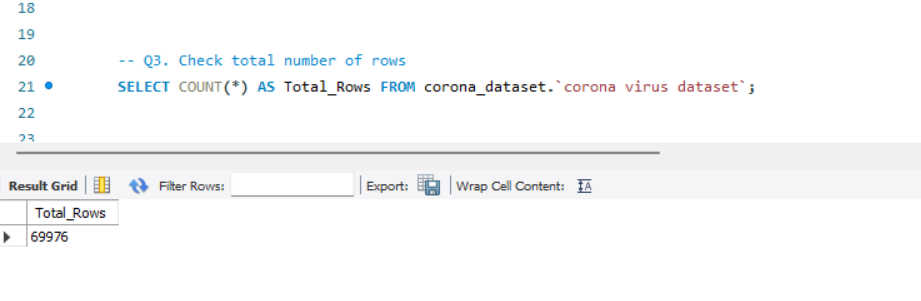 18
19
20 -- Q3. Check total number of rows
21 SELECT COUNT(*) AS Total_Rows FROM corona_dataset.`corona virus dataset`;
22
23
Result Grid Filter Rows: Export: Wrap Cell Content:
Total_Rows
69976